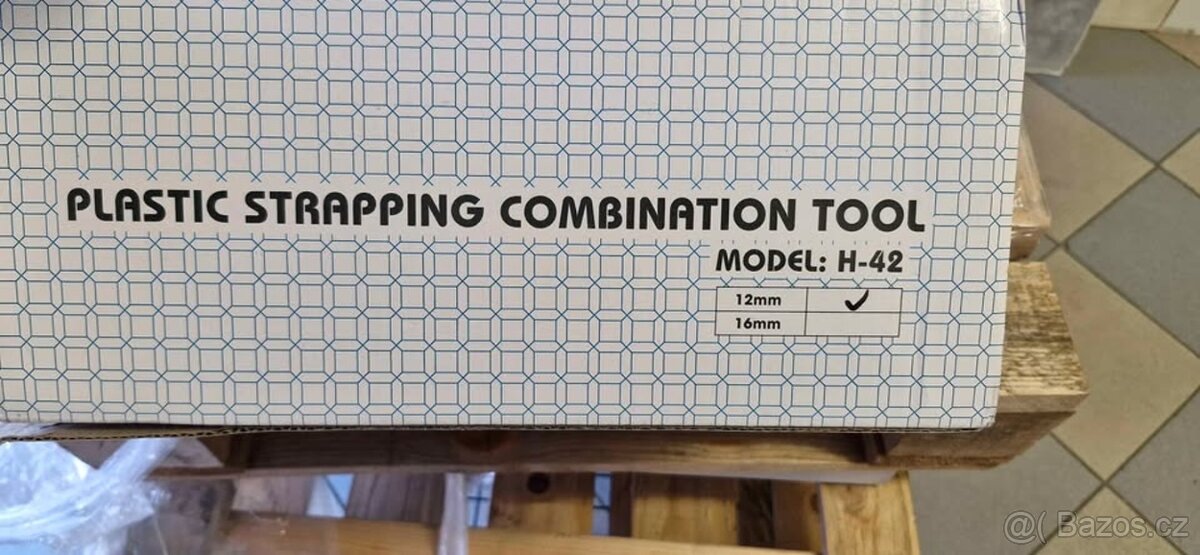 PLASTIC STRAPPING COMBINATION TOOL
MODEL: H-42
12mm ✓
16mm
@( Bazos.cz